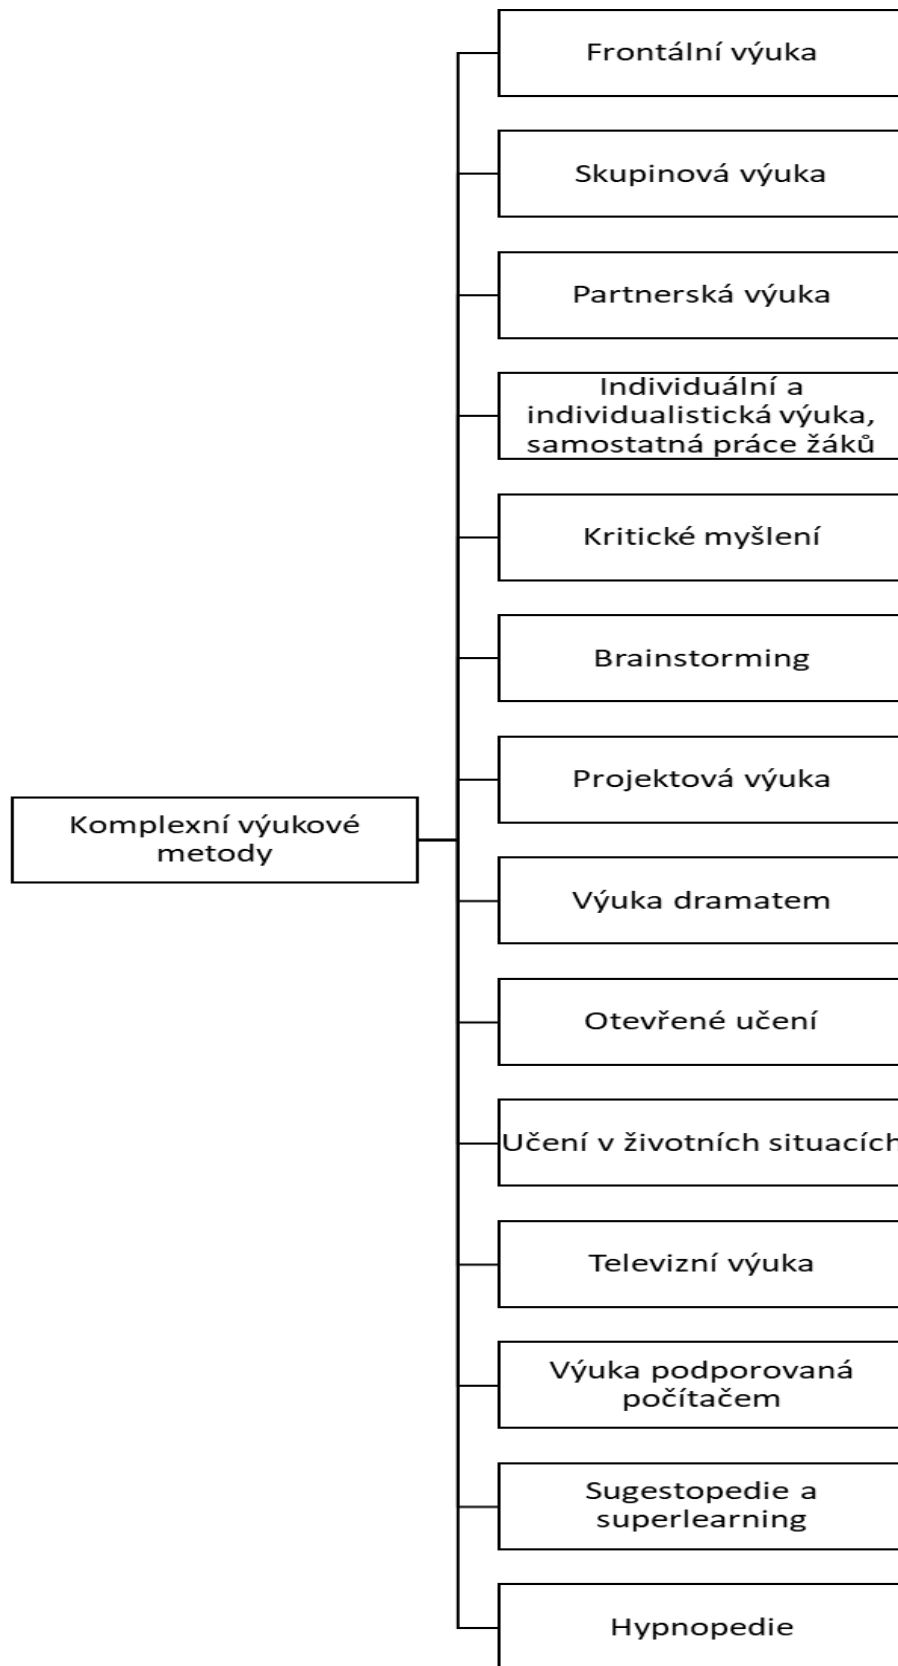 Frontální výuka
Skupinová výuka
Partnerská výuka
Individuální a
individualistická výuka,
samostatná práce žáků
Kritické myšlení
Brainstorming
Projektová výuka
Komplexní výukové
metody
Výuka dramatem
Otevřené učení
Učení v životních situacích
Televizní výuka
Výuka podporovaná
počítačem
Sugestopedie a
superlearning
Hypnopedie